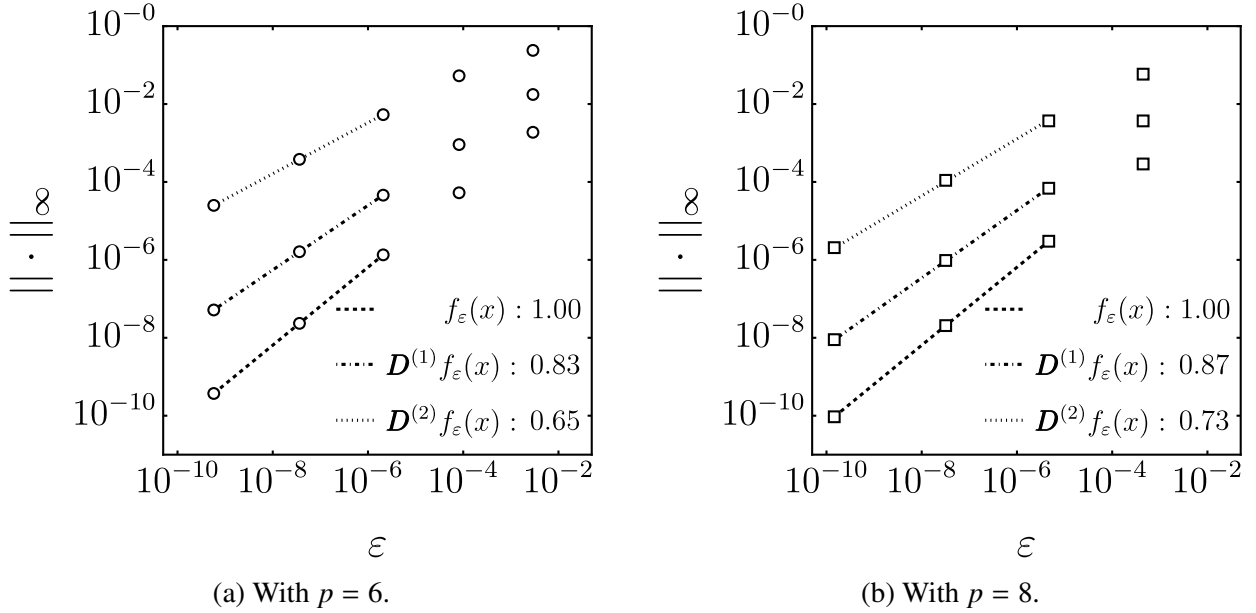 10⁻⁰
10⁻²
10⁻⁴
10⁻⁶
10⁻⁸
10⁻¹⁰
|| · ||∞
f_ε(x) : 1.00
D⁽¹⁾f_ε(x) : 0.83
D⁽²⁾f_ε(x) : 0.65
10⁻¹⁰ 10⁻⁸ 10⁻⁶ 10⁻⁴ 10⁻²
ε
(a) With p = 6.
10⁻⁰
10⁻²
10⁻⁴
10⁻⁶
10⁻⁸
10⁻¹⁰
|| · ||∞
f_ε(x) : 1.00
D⁽¹⁾f_ε(x) : 0.87
D⁽²⁾f_ε(x) : 0.73
10⁻¹⁰ 10⁻⁸ 10⁻⁶ 10⁻⁴ 10⁻²
ε
(b) With p = 8.